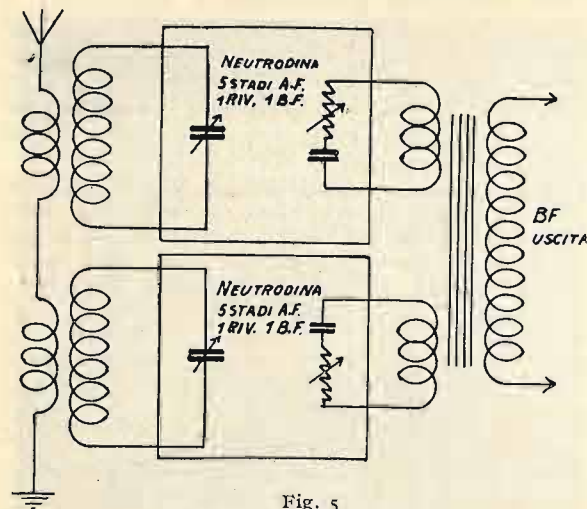 NEUTRODINA
5 STADI A.F.
1 RIV. 1 B.F.
BF
USCITA
NEUTRODINA
5 STADI A.F.
1 RIV. 1 B.F.
Fig. 5